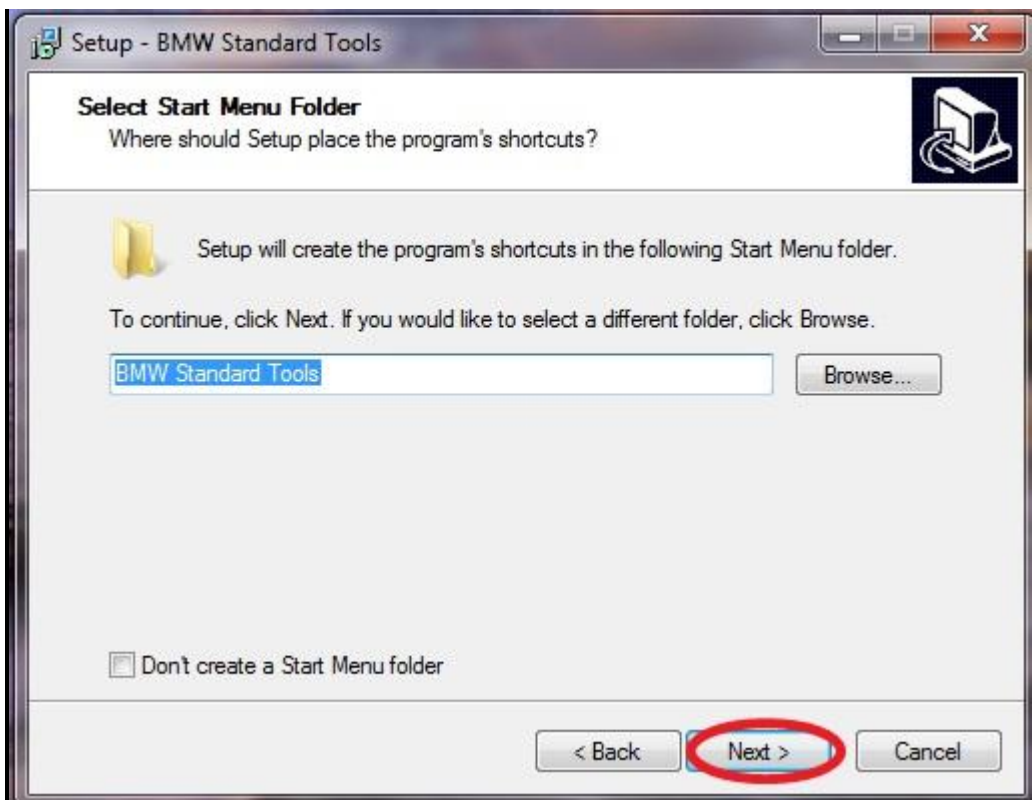 Setup - BMW Standard Tools
Select Start Menu Folder
Where should Setup place the program's shortcuts?
Setup will create the program's shortcuts in the following Start Menu folder.
To continue, click Next. If you would like to select a different folder, click Browse.
BMW Standard Tools
Browse...
Don't create a Start Menu folder
< Back
Next >
Cancel